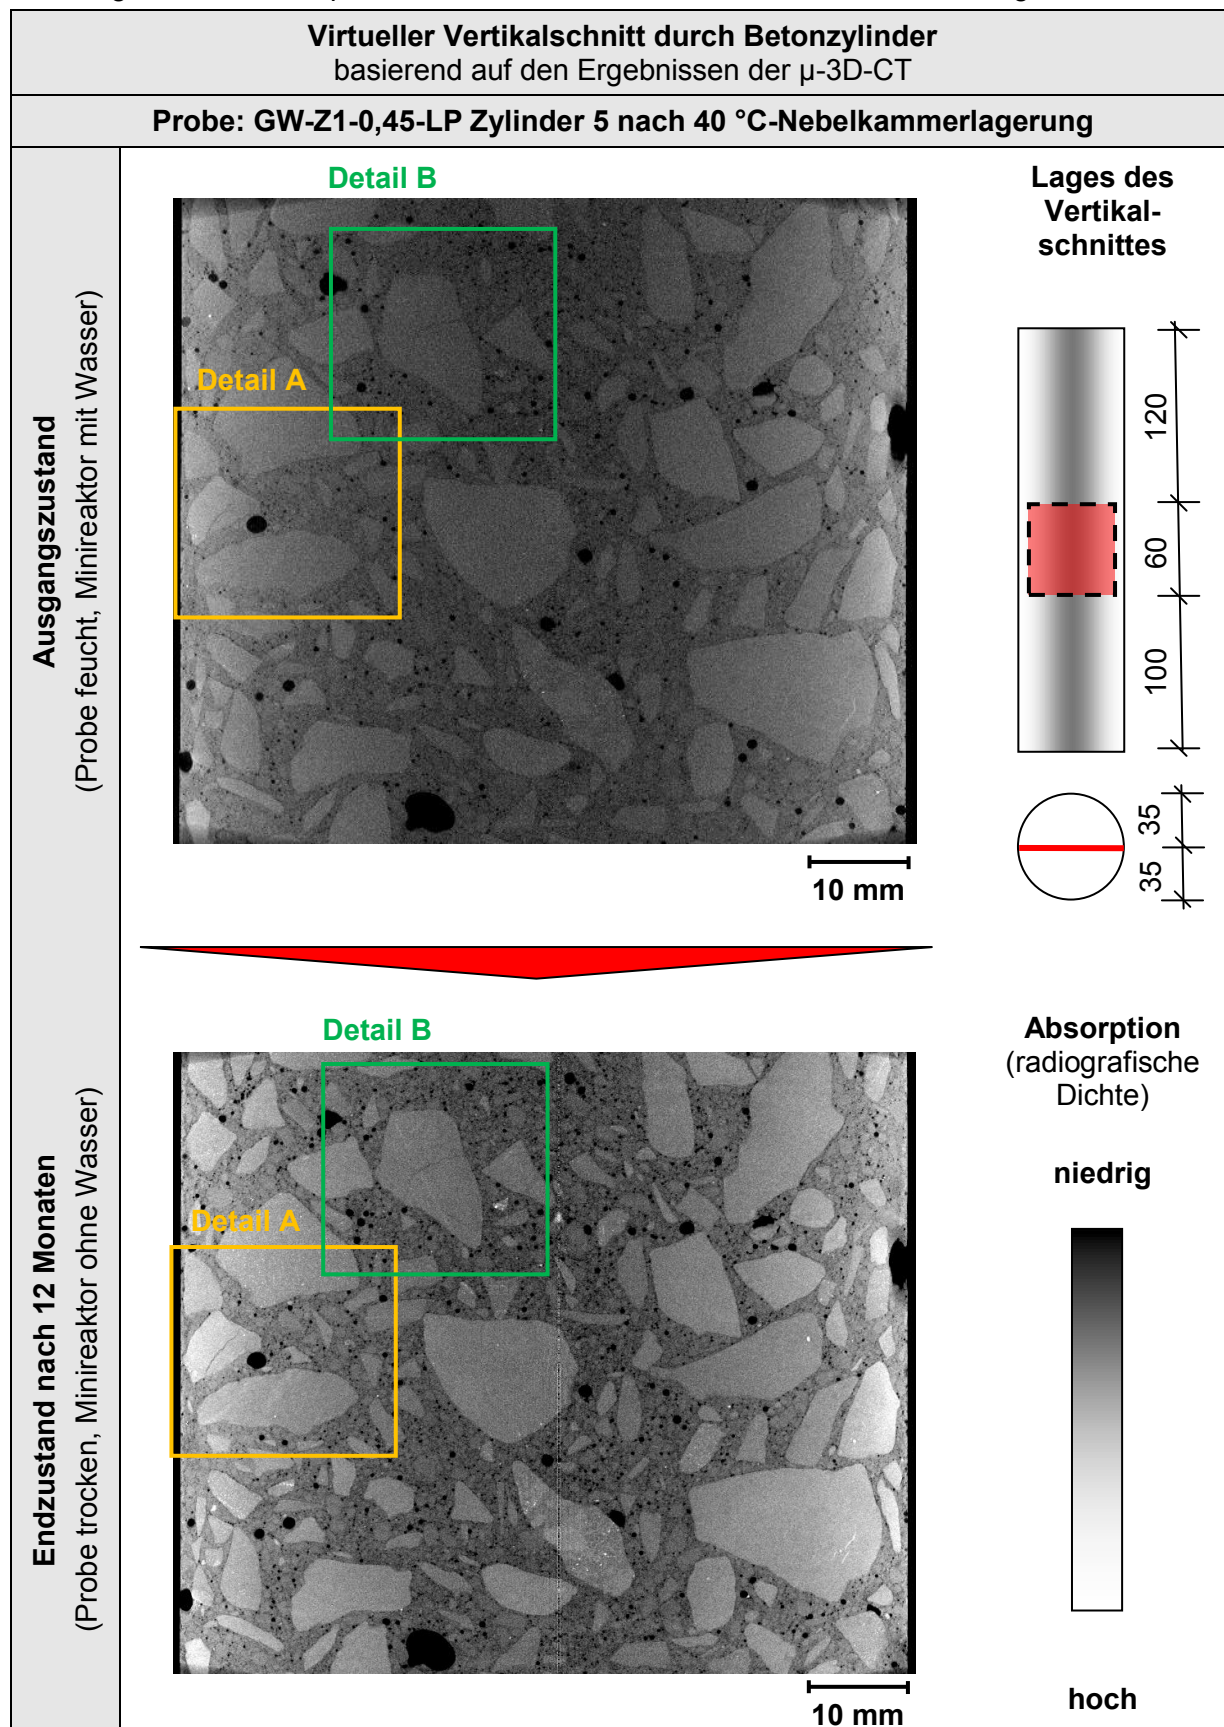 Virtueller Vertikalschnitt durch Betonzylinder
basierend auf den Ergebnissen der µ-3D-CT
Probe: GW-Z1-0,45-LP Zylinder 5 nach 40 °C-Nebelkammerlagerung
Ausgangszustand
(Probe feucht, Minireaktor mit Wasser)
Detail B
Detail A
10 mm
Lages des
Vertikal-
schnittes
120
60
100
35
35
Endzustand nach 12 Monaten
(Probe trocken, Minireaktor ohne Wasser)
Detail B
Detail A
10 mm
Absorption
(radiografische
Dichte)
niedrig
hoch